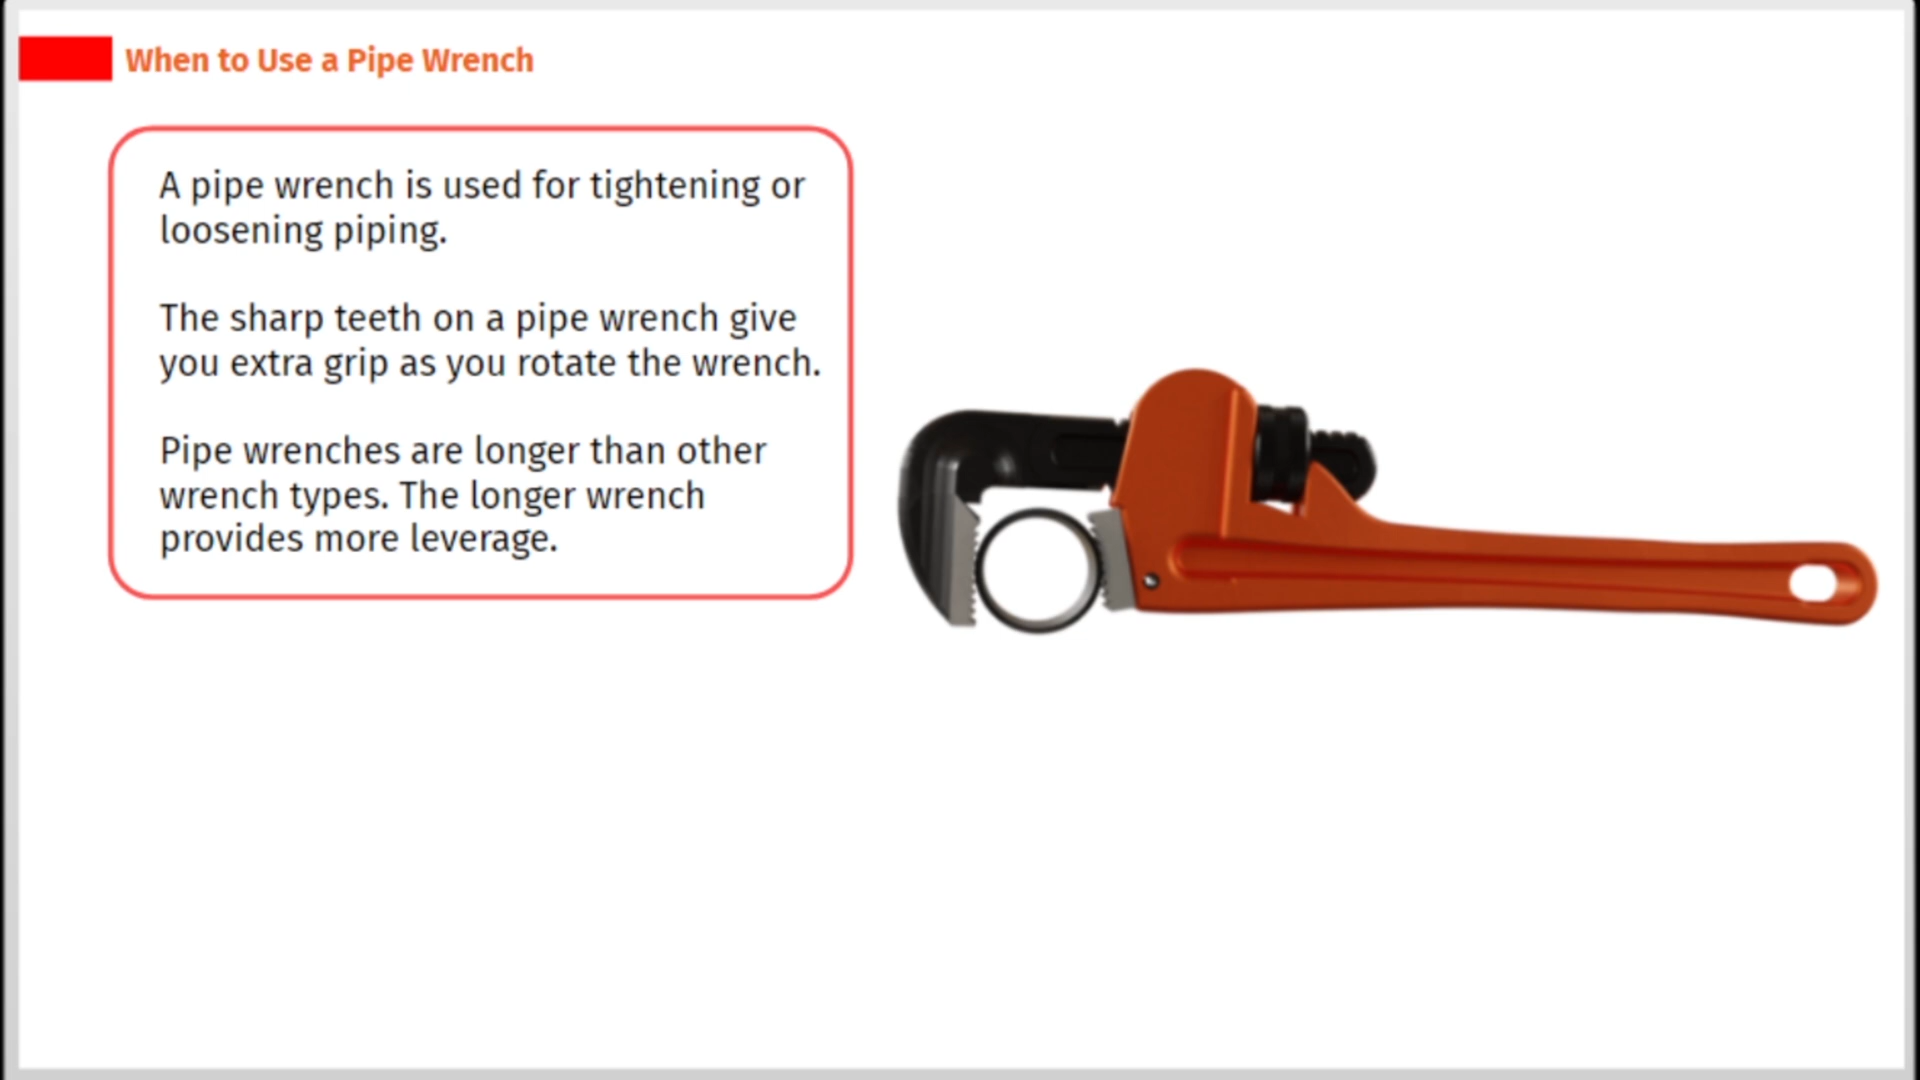 When to Use a Pipe Wrench
A pipe wrench is used for tightening or
loosening piping.
The sharp teeth on a pipe wrench give
you extra grip as you rotate the wrench.
Pipe wrenches are longer than other
wrench types. The longer wrench
provides more leverage.